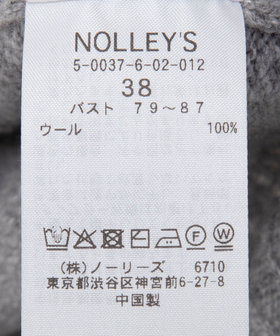 NOLLEY'S
5-0037-6-02-012
38
バスト 79～87
ウール 100%
(株)ノーリーズ 6710
東京都渋谷区神宮前6-27-8
中国製